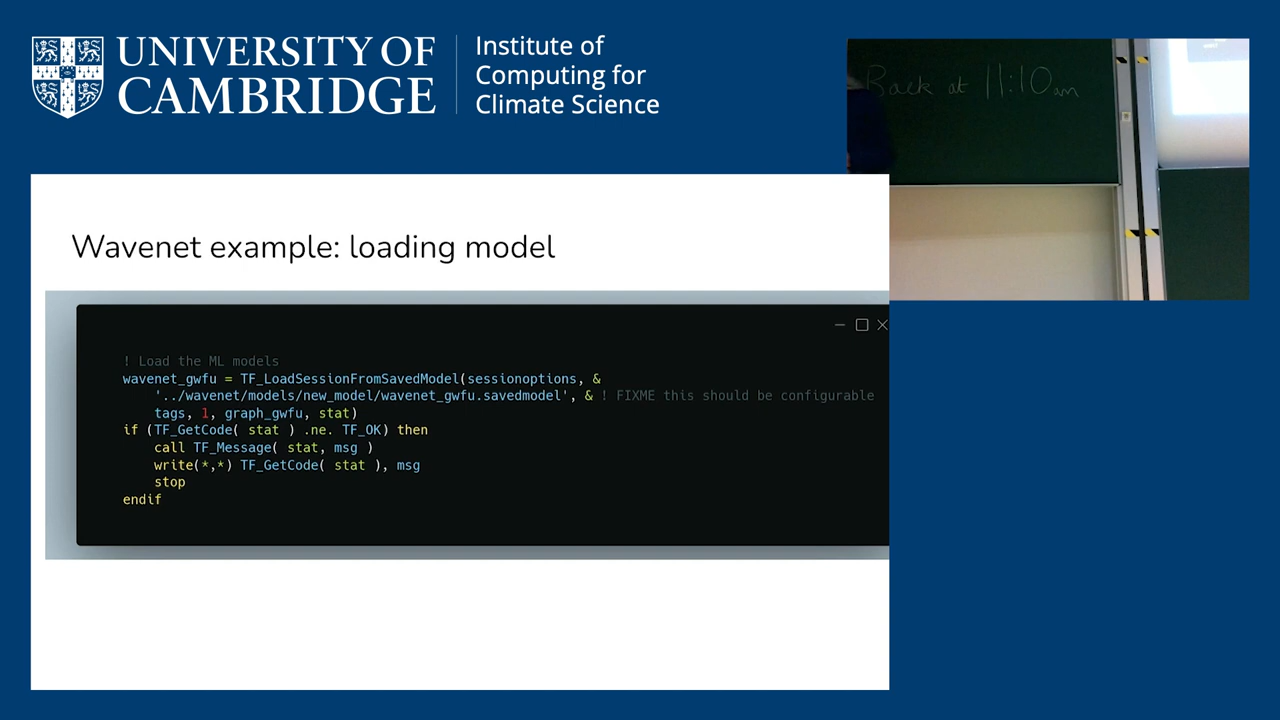 UNIVERSITY OF
CAMBRIDGE
Institute of
Computing for
Climate Science
Back at 11:10am
Wavenet example: loading model
! Load the ML models
wavenet_gwfu = TF_LoadSessionFromSavedModel(sessionoptions, &
'../wavenet/models/new_model/wavenet_gwfu.savedmodel', & ! FIXME this should be configurable
tags, 1, graph_gwfu, stat)
if (TF_GetCode( stat ) .ne. TF_OK) then
call TF_Message( stat, msg )
write(*,*) TF_GetCode( stat ), msg
stop
endif